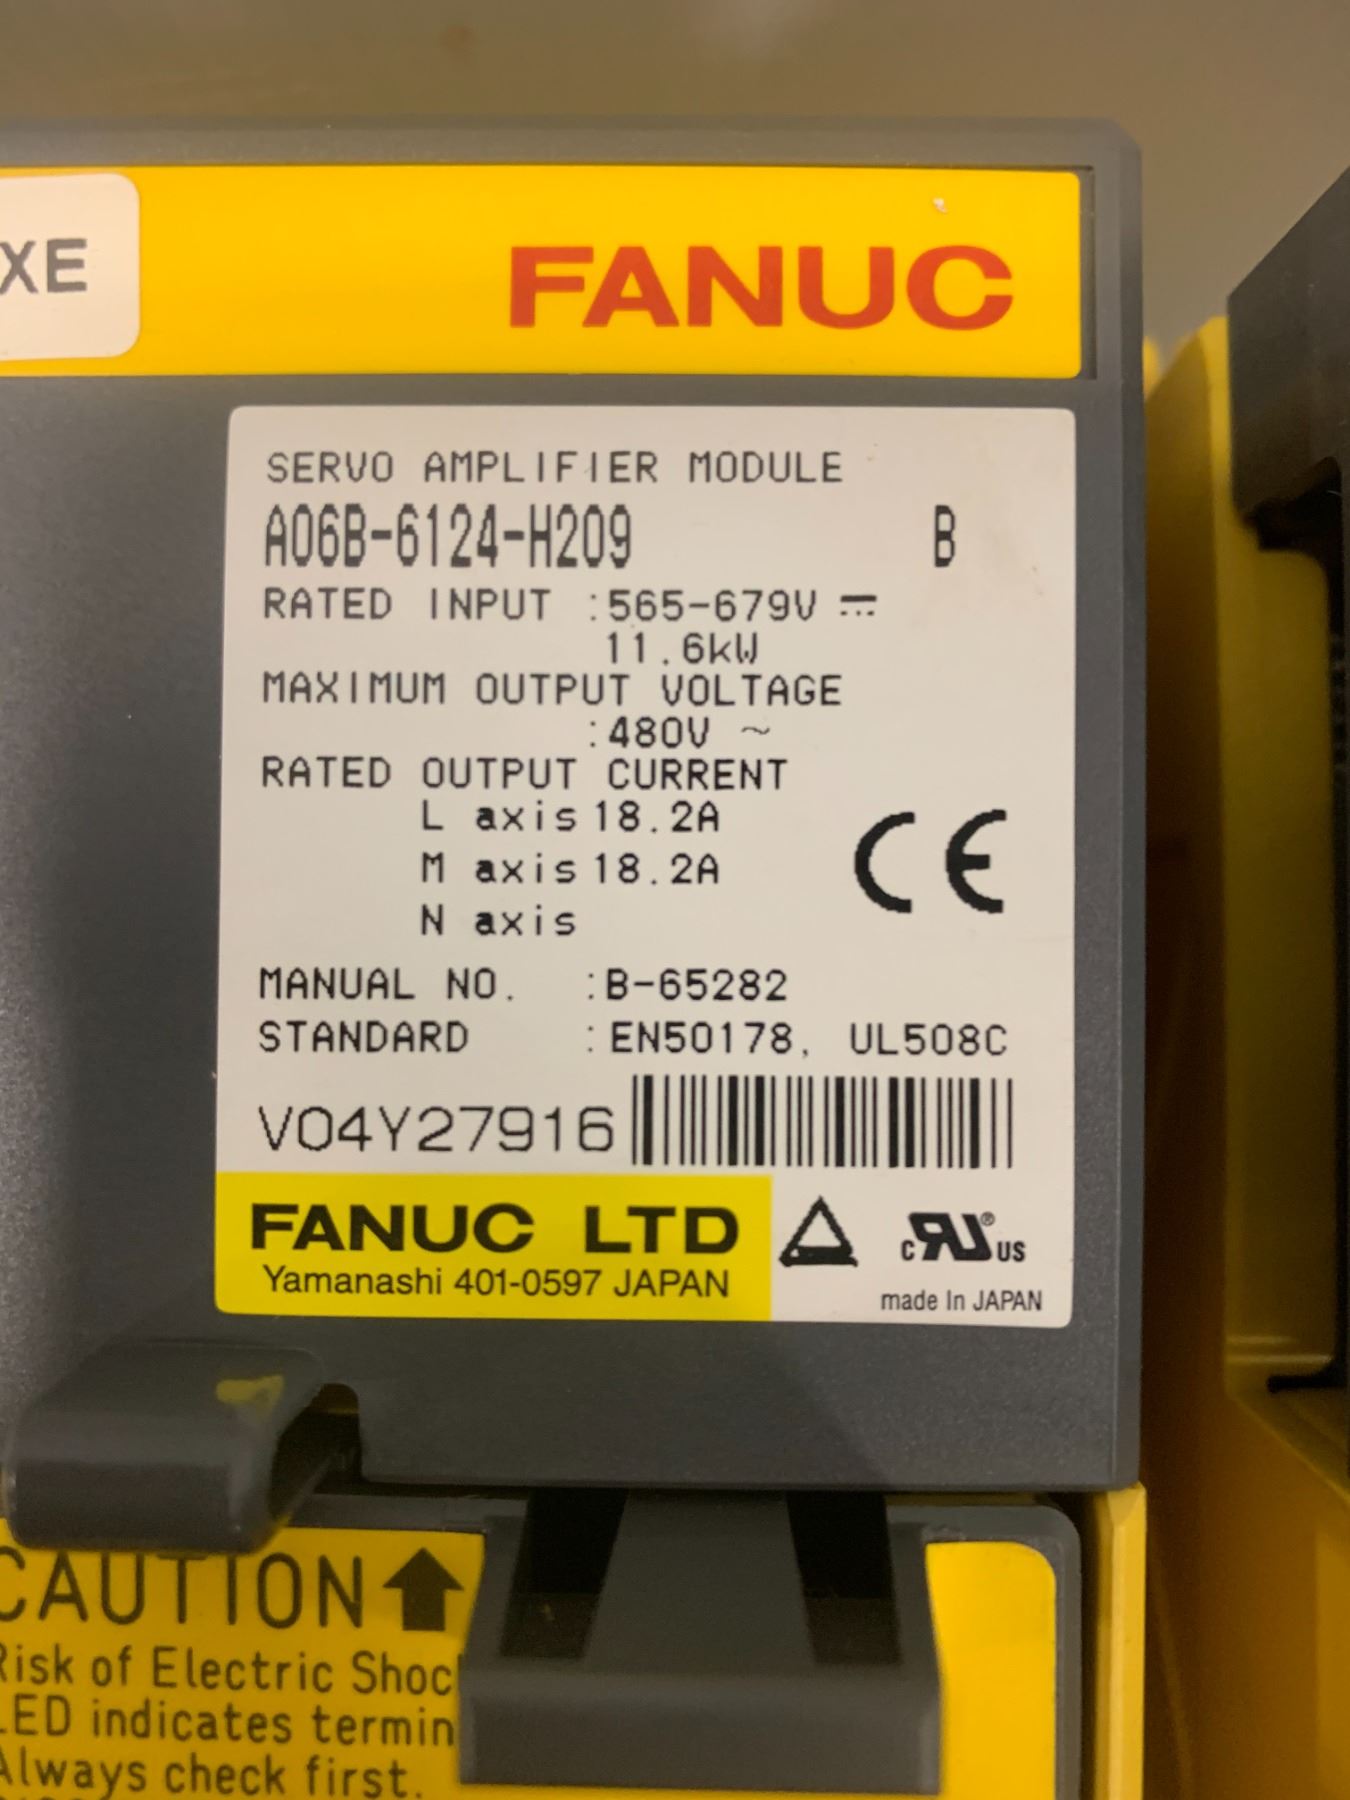 XE
FANUC
SERVO AMPLIFIER MODULE
A06B-6124-H209 B
RATED INPUT :565-679V ⎓
11.6kW
MAXIMUM OUTPUT VOLTAGE
:480V ~
RATED OUTPUT CURRENT
L axis 18.2A
M axis 18.2A
N axis
CE
MANUAL NO. :B-65282
STANDARD :EN50178, UL508C
V04Y27916
FANUC LTD
Yamanashi 401-0597 JAPAN
c RU ® US
made In JAPAN
CAUTION
Risk of Electric Shoc
LED indicates termin
Always check first.